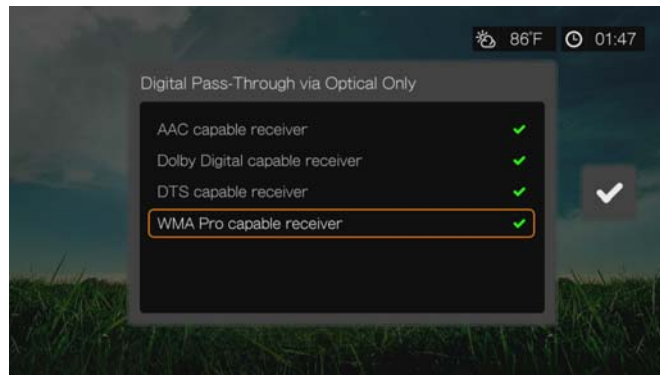 86°F 01:47
Digital Pass-Through via Optical Only
AAC capable receiver
Dolby Digital capable receiver
DTS capable receiver
WMA Pro capable receiver